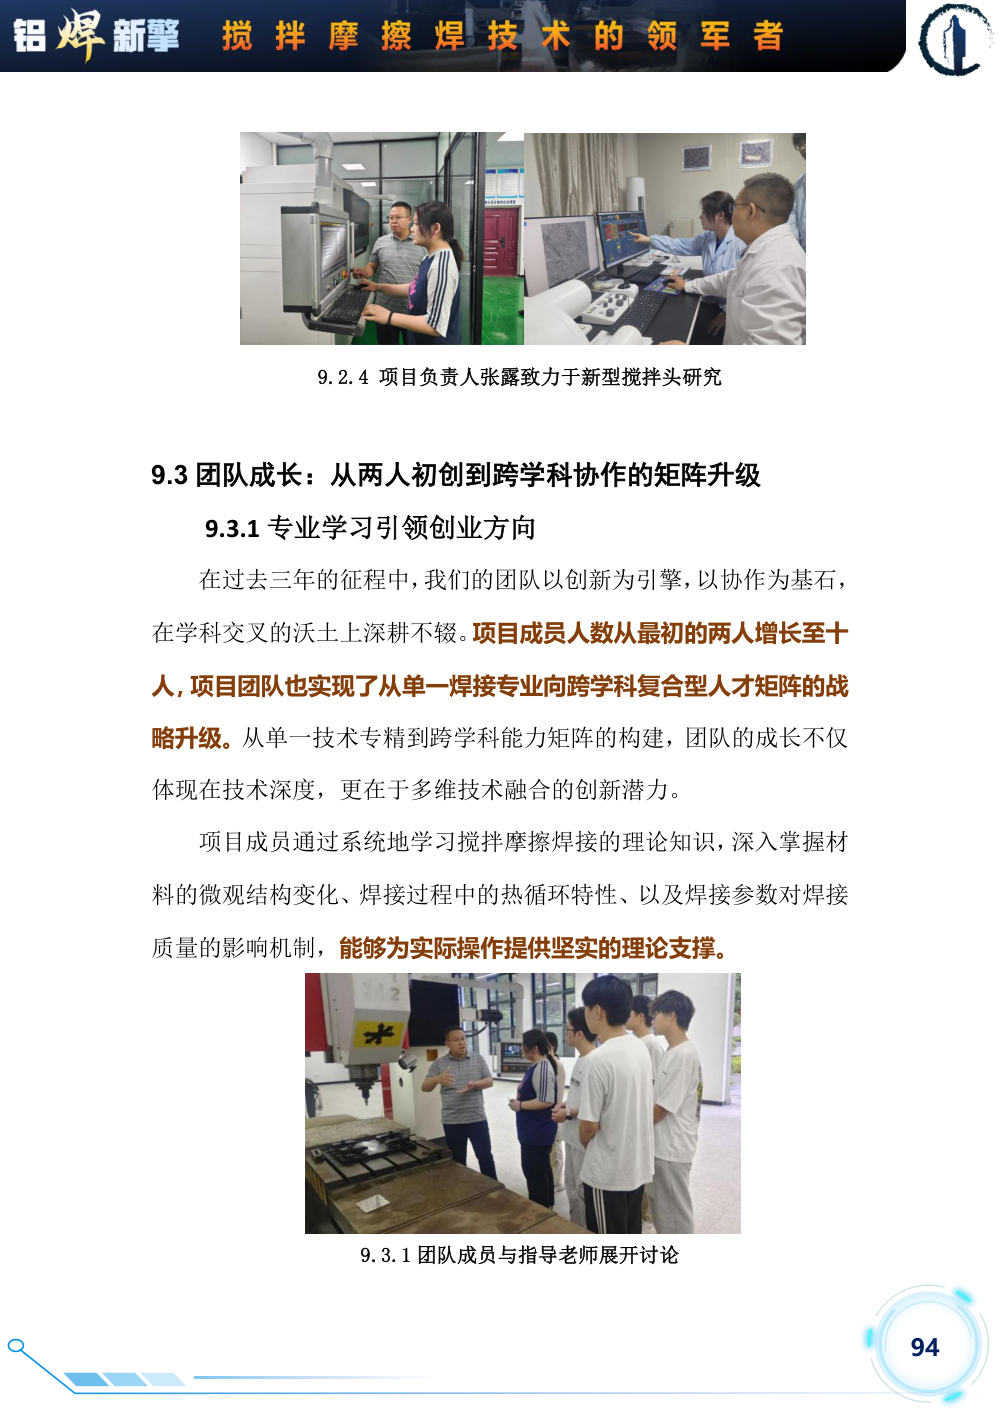 铝焊新擎 搅拌摩擦焊技术的领军者
9.2.4 项目负责人张露致力于新型搅拌头研究
9.3 团队成长：从两人初创到跨学科协作的矩阵升级
9.3.1 专业学习引领创业方向
在过去三年的征程中，我们的团队以创新为引擎，以协作为基石，
在学科交叉的沃土上深耕不辍。项目成员人数从最初的两人增长至十
人，项目团队也实现了从单一焊接专业向跨学科复合型人才矩阵的战
略升级。从单一技术专精到跨学科能力矩阵的构建，团队的成长不仅
体现在技术深度，更在于多维技术融合的创新潜力。
项目成员通过系统地学习搅拌摩擦焊接的理论知识，深入掌握材
料的微观结构变化、焊接过程中的热循环特性、以及焊接参数对焊接
质量的影响机制，能够为实际操作提供坚实的理论支撑。
9.3.1 团队成员与指导老师展开讨论
94